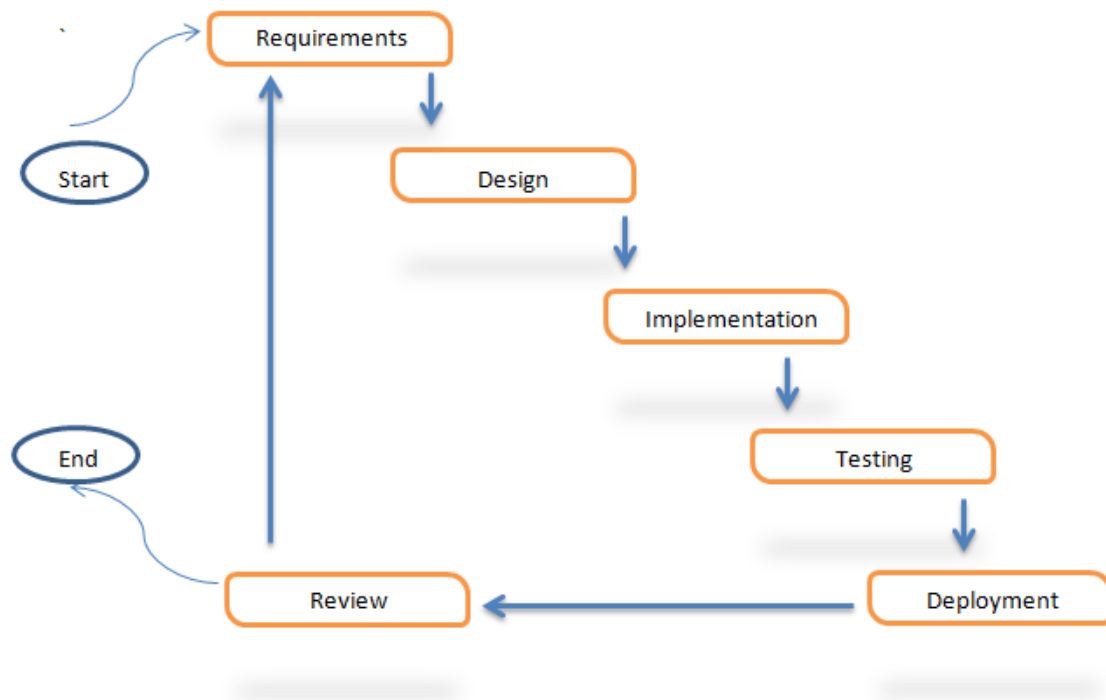 `
Requirements
Start
Design
Implementation
End
Testing
Review
Deployment